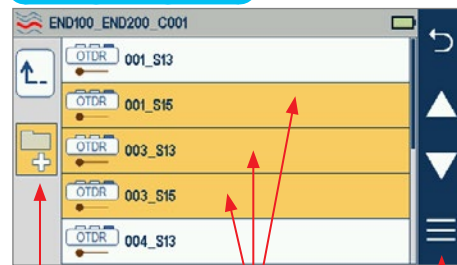 END100_END200_C001
OTDR 001_S13
OTDR 001_S15
OTDR 003_S13
OTDR 003_S15
OTDR 004_S13